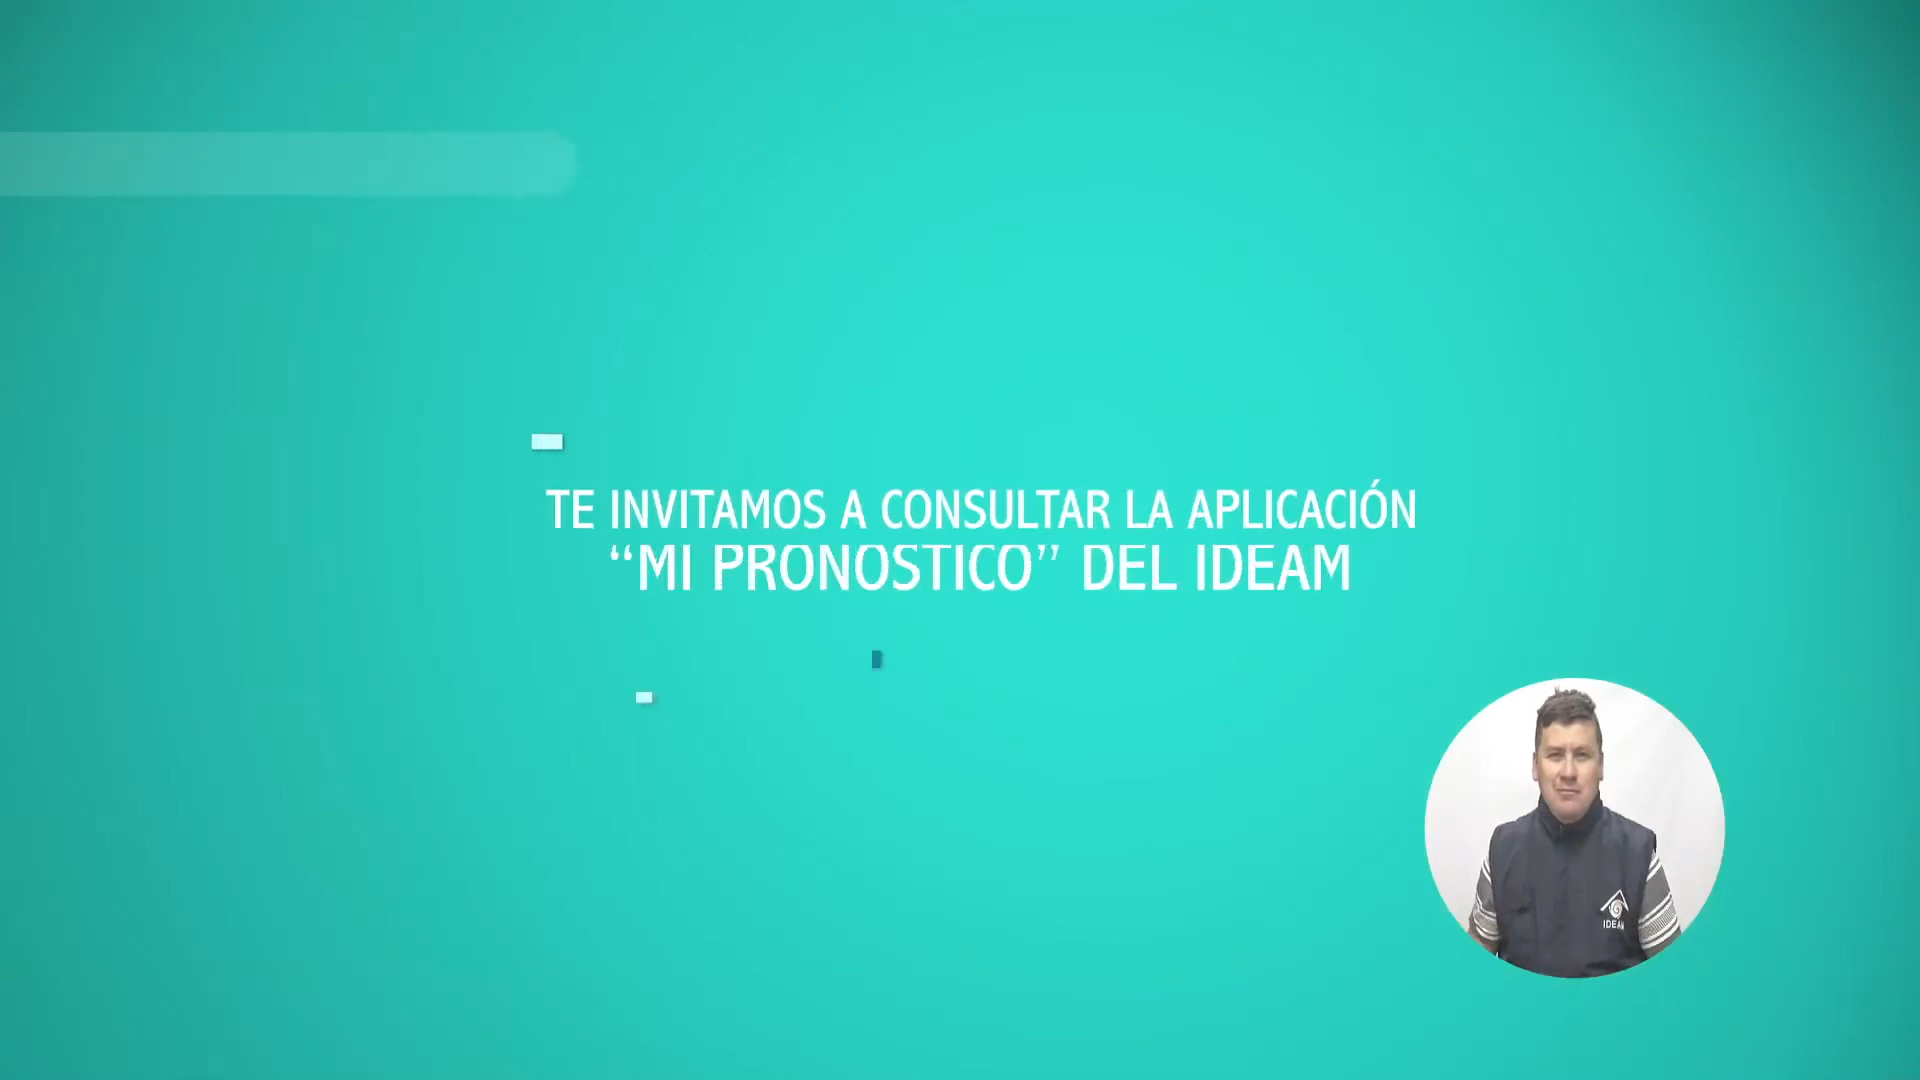 TE INVITAMOS A CONSULTAR LA APLICACIÓN
“MI PRONOSTICO” DEL IDEAM
IDEAM